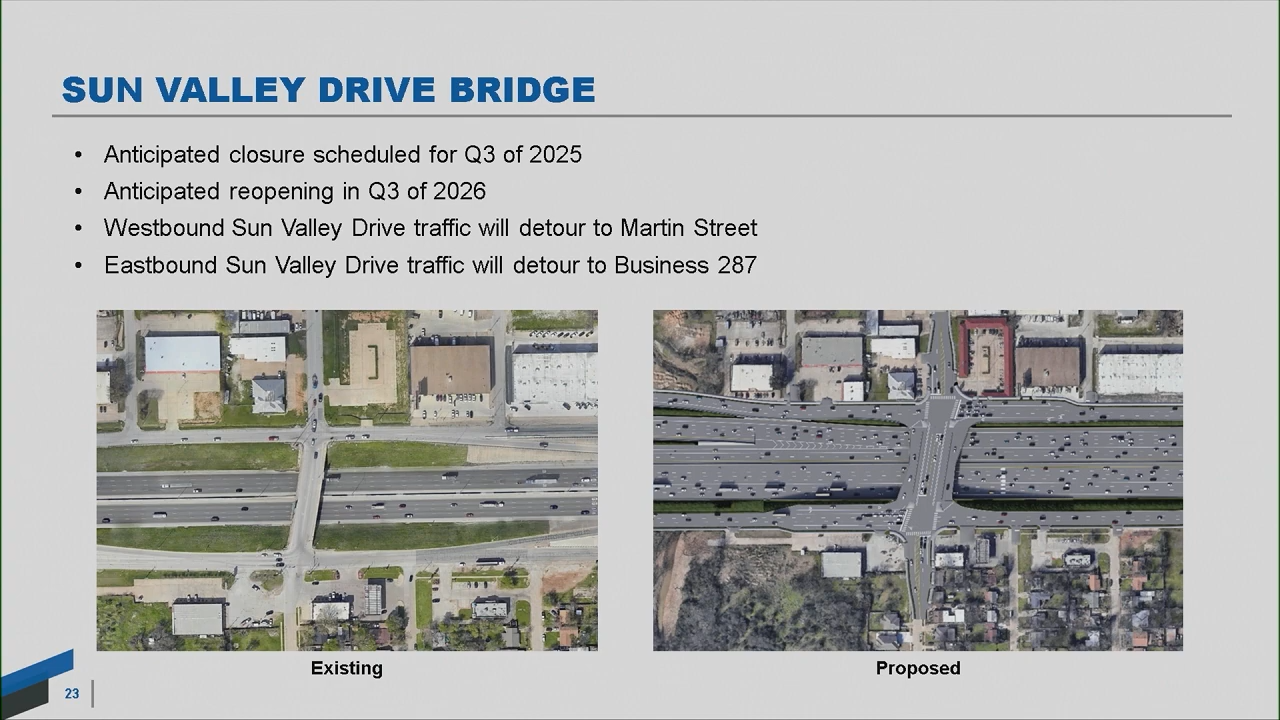 SUN VALLEY DRIVE BRIDGE
• Anticipated closure scheduled for Q3 of 2025
• Anticipated reopening in Q3 of 2026
• Westbound Sun Valley Drive traffic will detour to Martin Street
• Eastbound Sun Valley Drive traffic will detour to Business 287
Existing
Proposed
23